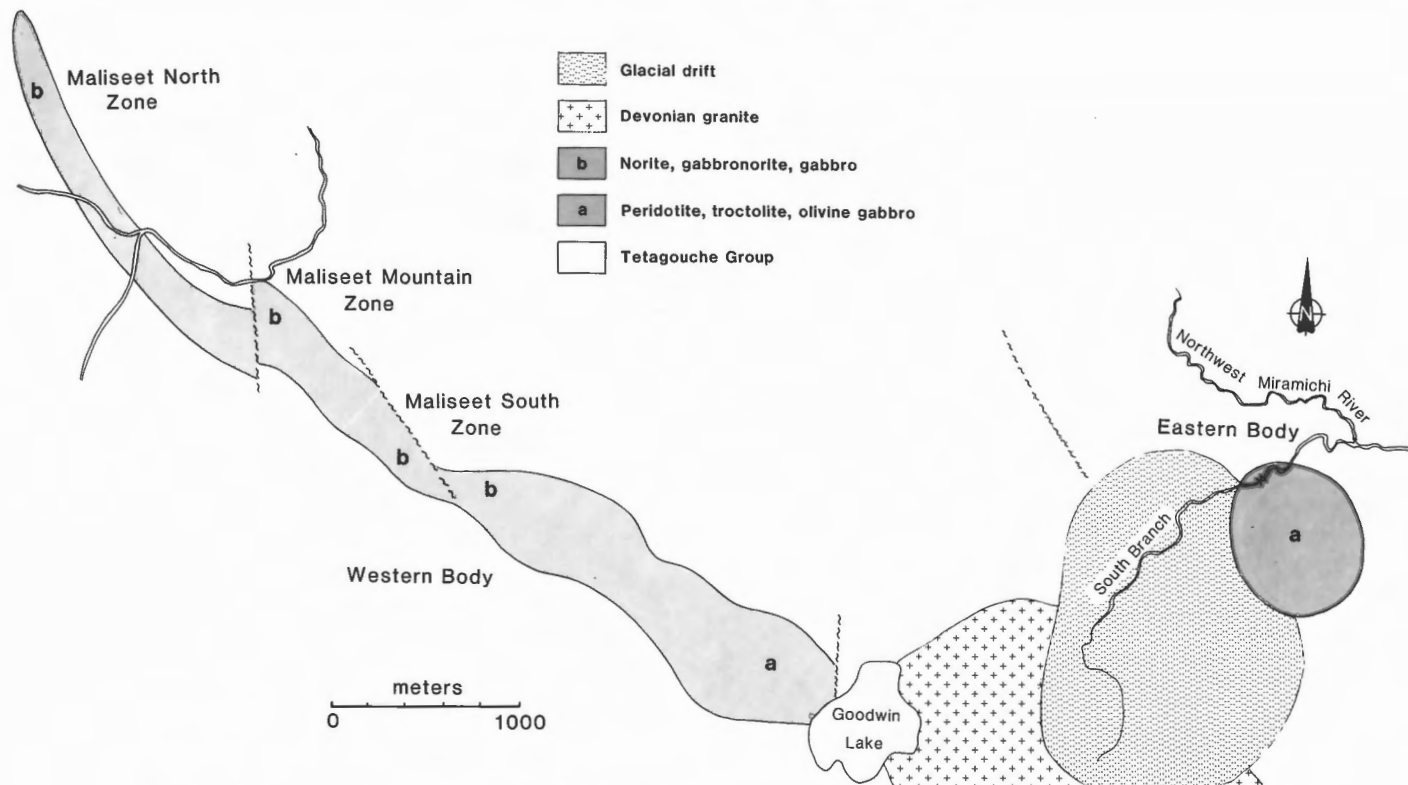 Maliseet North
Zone
b
Glacial drift
Devonian granite
b Norite, gabbronorite, gabbro
a Peridotite, troctolite, olivine gabbro
Tetagouche Group
Maliseet Mountain
Zone
b
N
Northwest Miramichi River
Maliseet South
Zone
b
b
Eastern Body
a
South Branch
Western Body
a
meters
0 1000
Goodwin
Lake